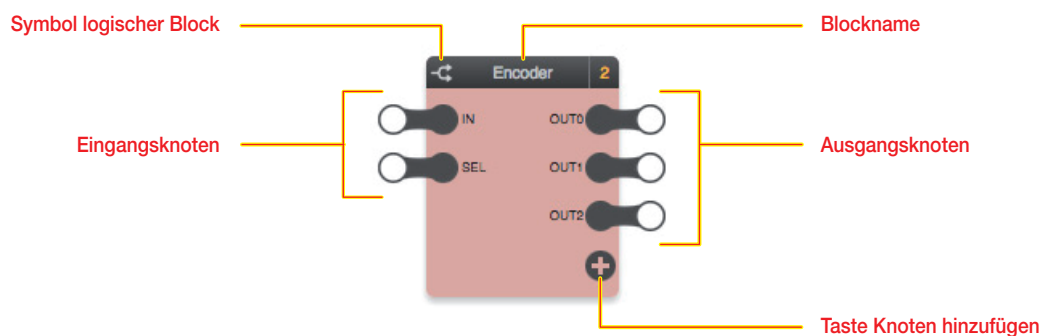 Symbol logischer Block
Blockname
Encoder 2
IN OUT0
Eingangsknoten
Ausgangsknoten
SEL OUT1
OUT2
Taste Knoten hinzufügen